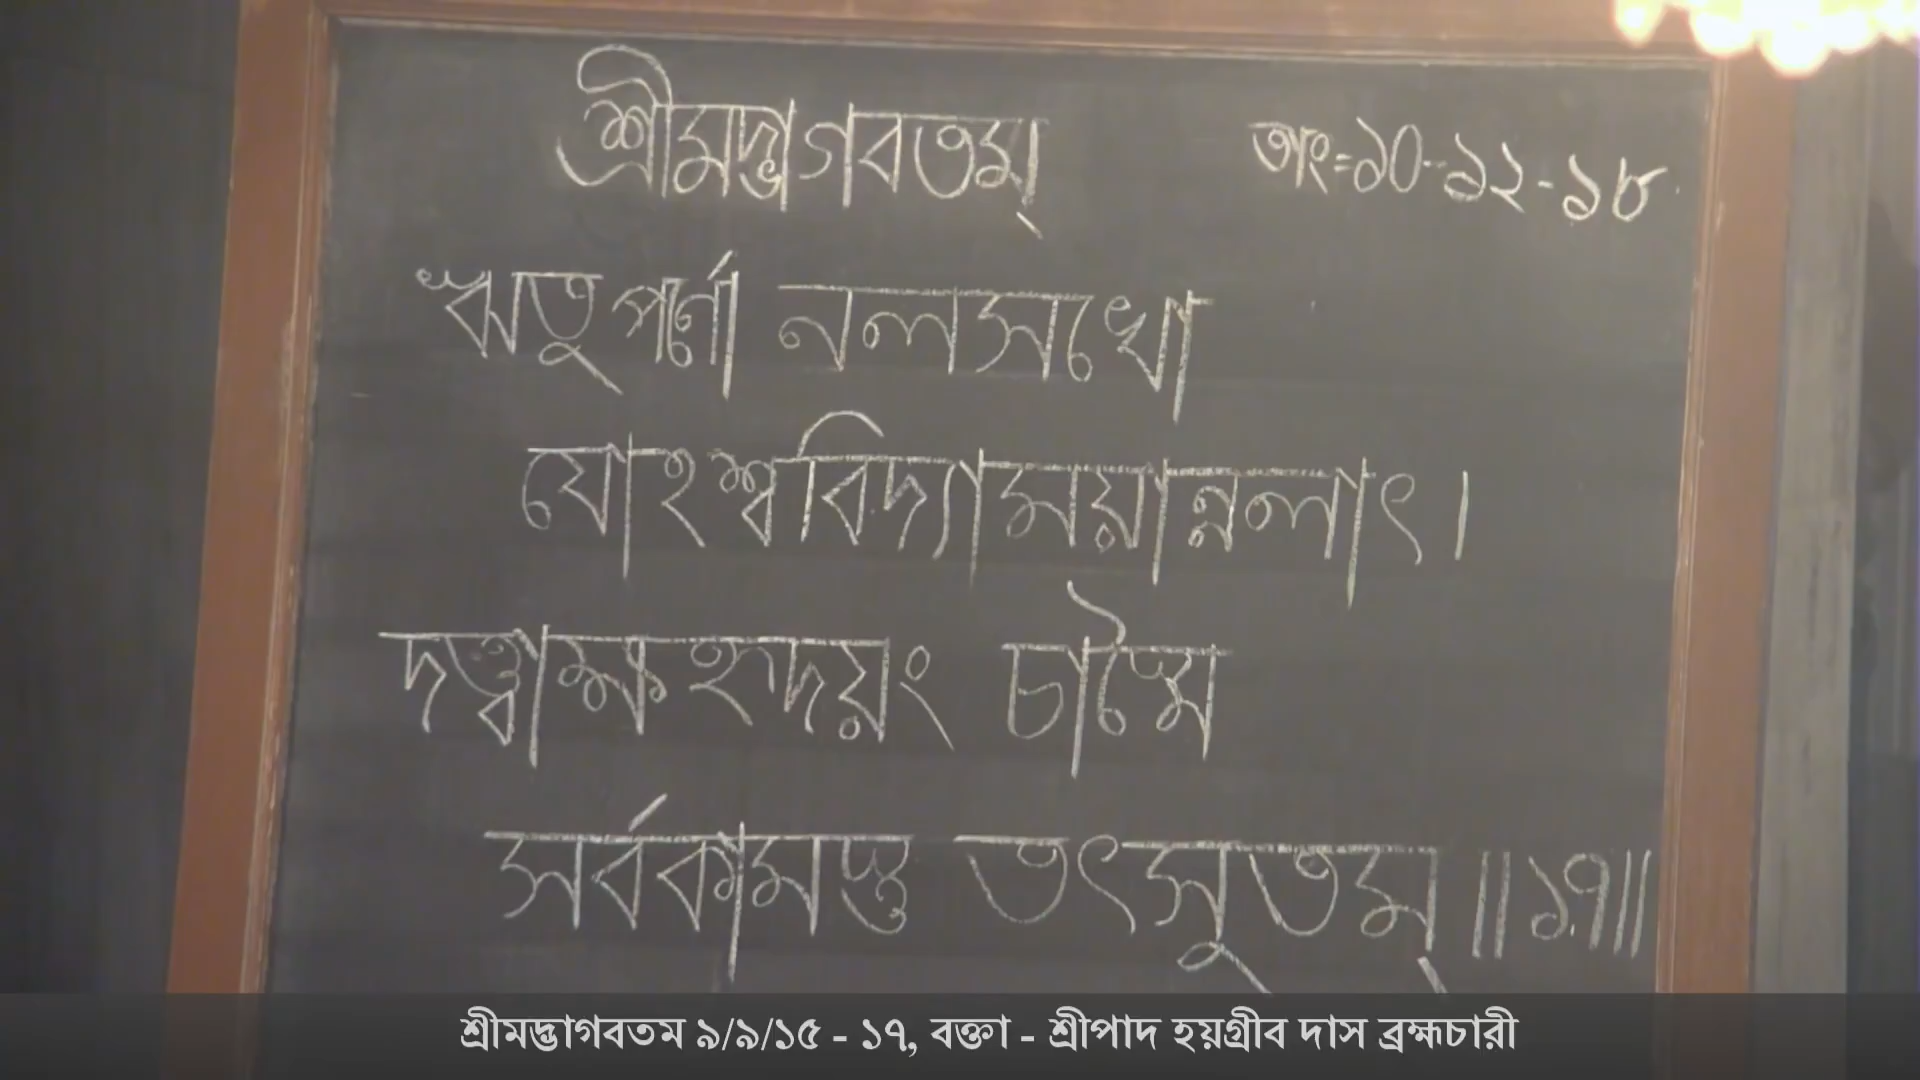 শ্রীমদ্ভাগবতম্ তাং=১০-১২-১৮
ঋতুপর্ণো নলসখো
যোহশ্ববিদ্যাময়ান্নলাৎ।
দত্ত্বাক্ষহৃদয়ং চাস্মৈ
সর্বকামস্তু তৎসুতম্॥১৭॥
শ্রীমদ্ভাগবতম ৯/৯/১৫ - ১৭, বক্তা - শ্রীপাদ হয়গ্রীব দাস ব্রহ্মচারী